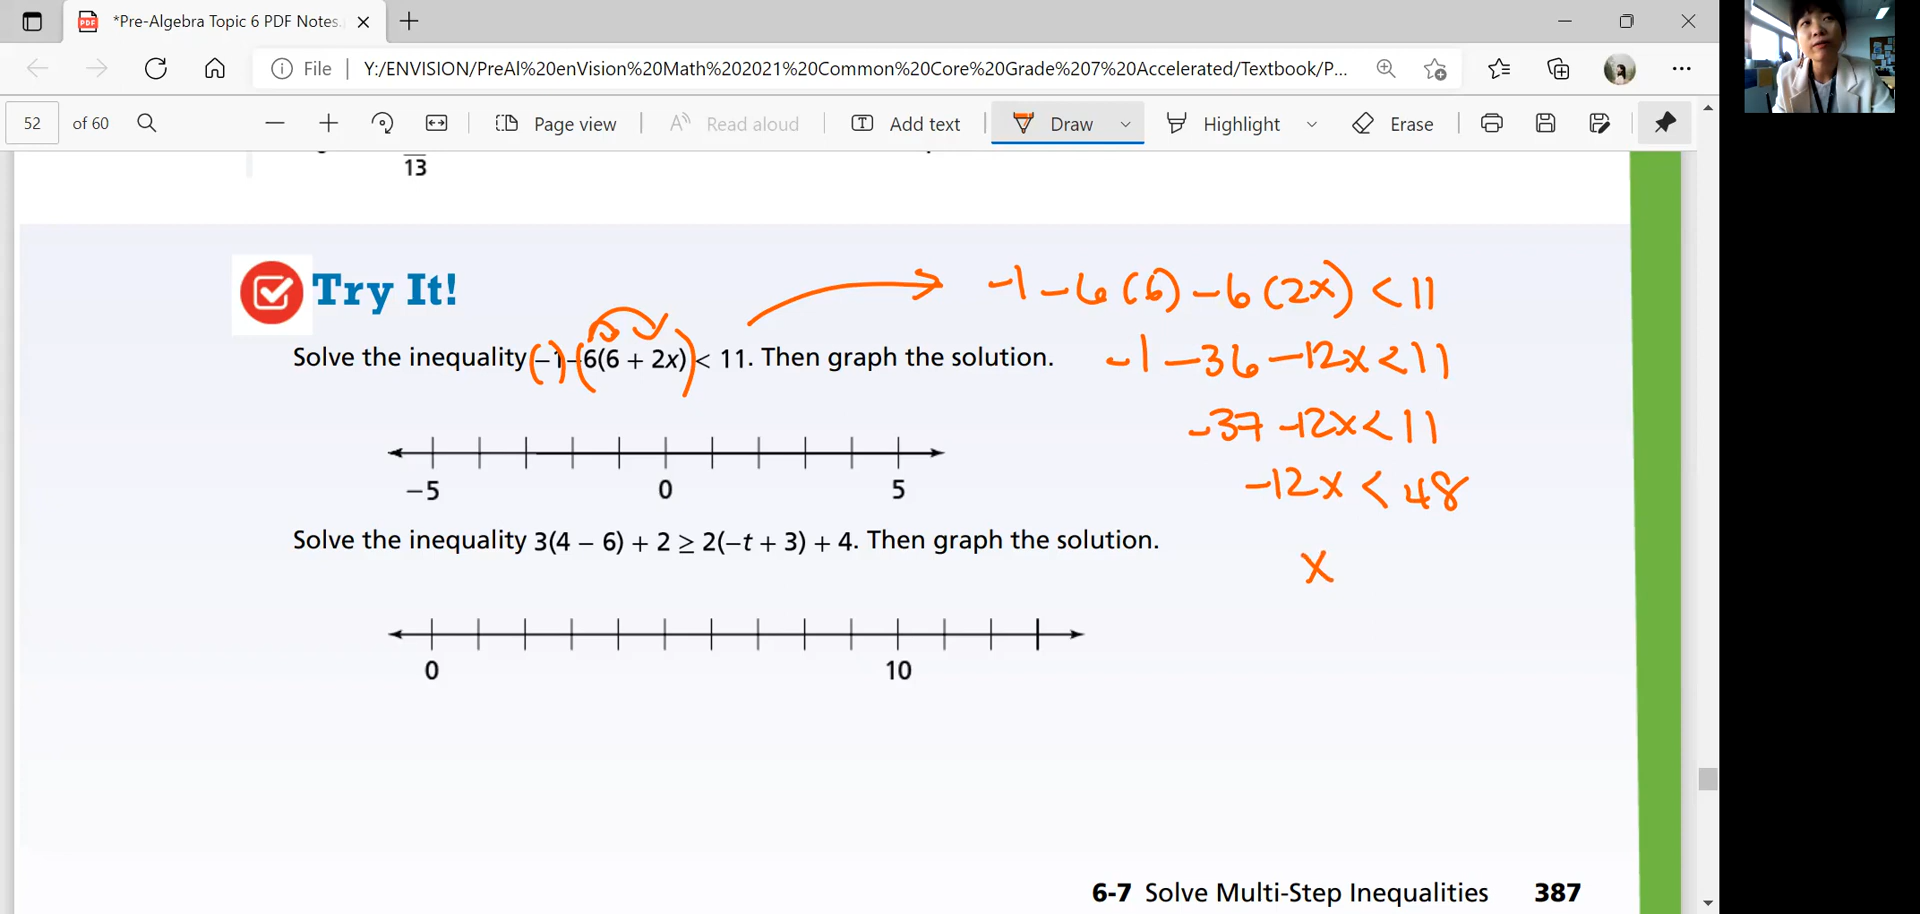 *Pre-Algebra Topic 6 PDF Notes.
File
Y:/ENVISION/PreAl%20enVision%20Math%202021%20Common%20Core%20Grade%207%20Accelerated/Textbook/P...
52 of 60
Page view
Read aloud
Add text
Draw
Highlight
Erase
13
Try It!
-1 - 6(6) - 6(2x) < 11
Solve the inequality −1 − 6(6 + 2x) < 11. Then graph the solution.
-1 - 36 - 12x < 11
-37 - 12x < 11
−5 0 5
-12x < 48
Solve the inequality 3(4 − 6) + 2 ≥ 2(−t + 3) + 4. Then graph the solution.
x
0 10
6-7 Solve Multi-Step Inequalities 387